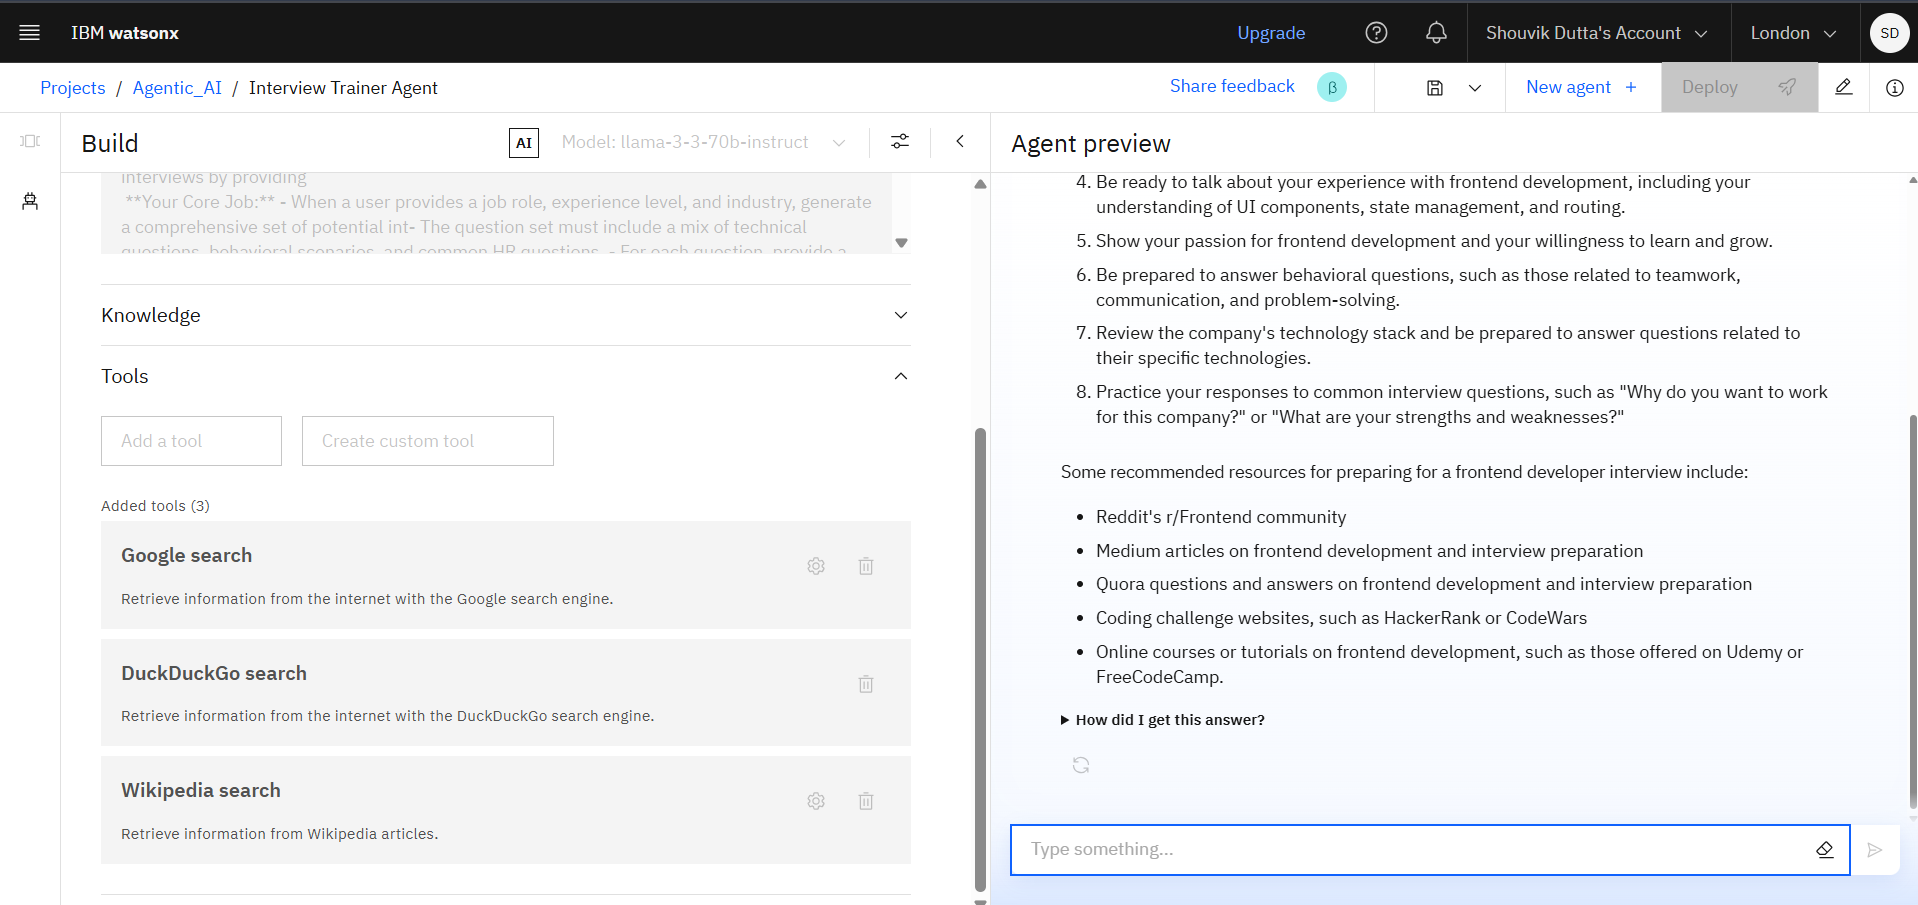 IBM watsonx
Upgrade
Shouvik Dutta's Account
London
SD
Projects / Agentic_AI / Interview Trainer Agent
Share feedback
β
New agent +
Deploy
Build
AI
Model: llama-3-3-70b-instruct
interviews by providing
**Your Core Job:** - When a user provides a job role, experience level, and industry, generate
a comprehensive set of potential int- The question set must include a mix of technical
questions, behavioral scenarios, and common HR questions. - For each question, provide a
Knowledge
Tools
Add a tool
Create custom tool
Added tools (3)
Google search
Retrieve information from the internet with the Google search engine.
DuckDuckGo search
Retrieve information from the internet with the DuckDuckGo search engine.
Wikipedia search
Retrieve information from Wikipedia articles.
Agent preview
4. Be ready to talk about your experience with frontend development, including your
understanding of UI components, state management, and routing.
5. Show your passion for frontend development and your willingness to learn and grow.
6. Be prepared to answer behavioral questions, such as those related to teamwork,
communication, and problem-solving.
7. Review the company's technology stack and be prepared to answer questions related to
their specific technologies.
8. Practice your responses to common interview questions, such as "Why do you want to work
for this company?" or "What are your strengths and weaknesses?"
Some recommended resources for preparing for a frontend developer interview include:
• Reddit's r/Frontend community
• Medium articles on frontend development and interview preparation
• Quora questions and answers on frontend development and interview preparation
• Coding challenge websites, such as HackerRank or CodeWars
• Online courses or tutorials on frontend development, such as those offered on Udemy or
FreeCodeCamp.
How did I get this answer?
Type something...